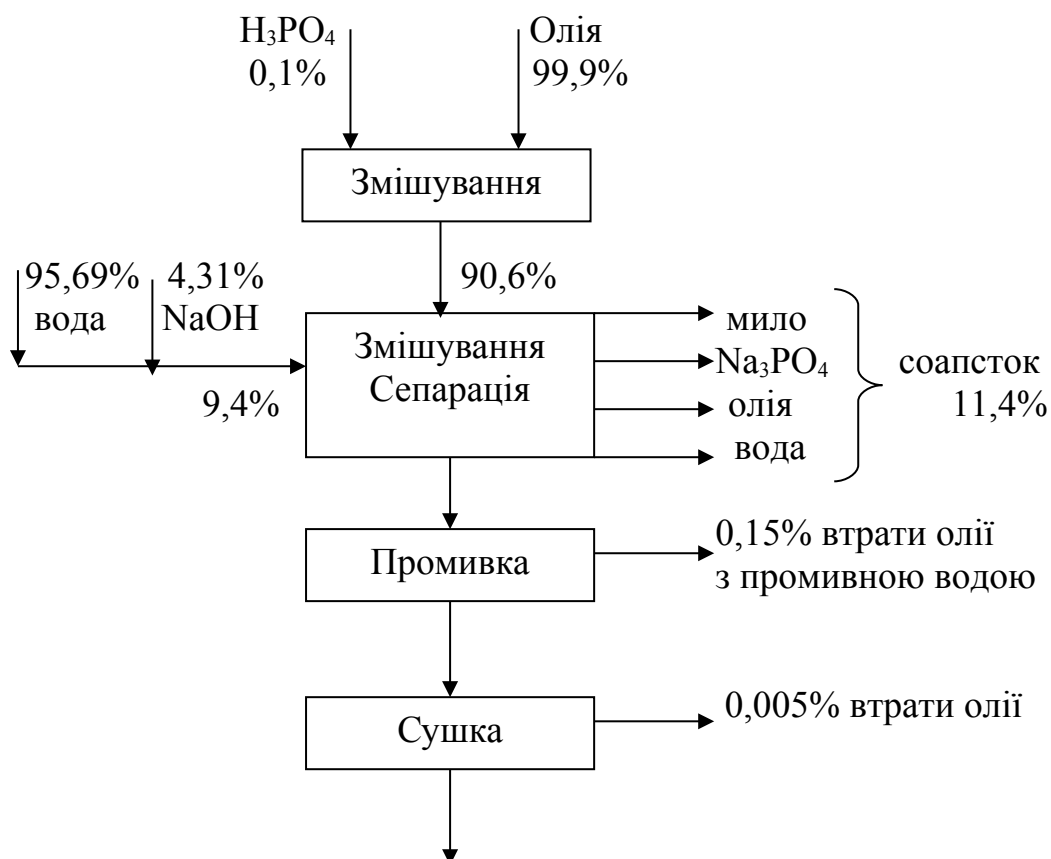 H₃PO₄
0,1%
Олія
99,9%
Змішування
95,69%
вода
4,31%
NaOH
90,6%
9,4%
Змішування
Сепарація
мило
Na₃PO₄
олія
вода
соапсток
11,4%
Промивка
0,15% втрати олії
з промивною водою
Сушка
0,005% втрати олії